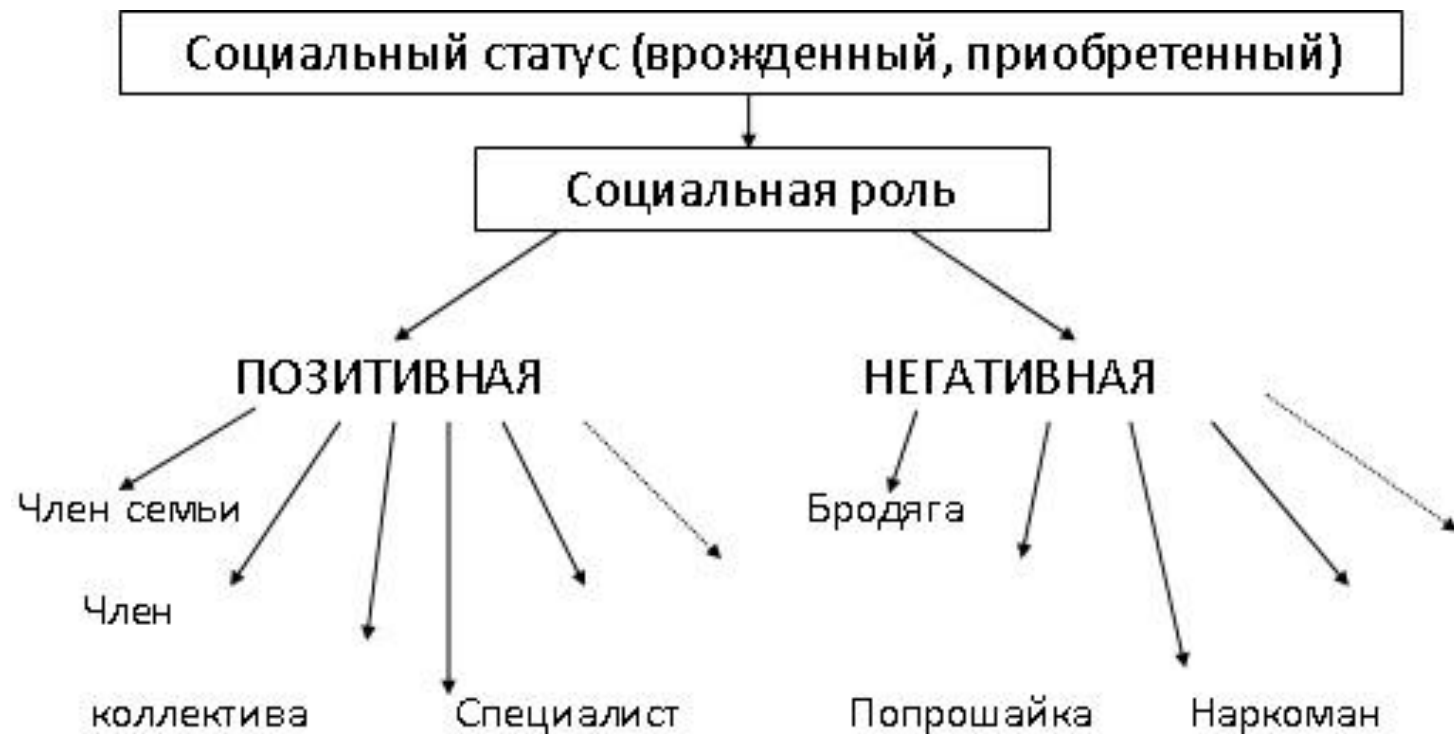 Социальный статус (врожденный, приобретенный)
Социальная роль
ПОЗИТИВНАЯ НЕГАТИВНАЯ
Член семьи Бродяга
Член
коллектива Специалист Попрошайка Наркоман